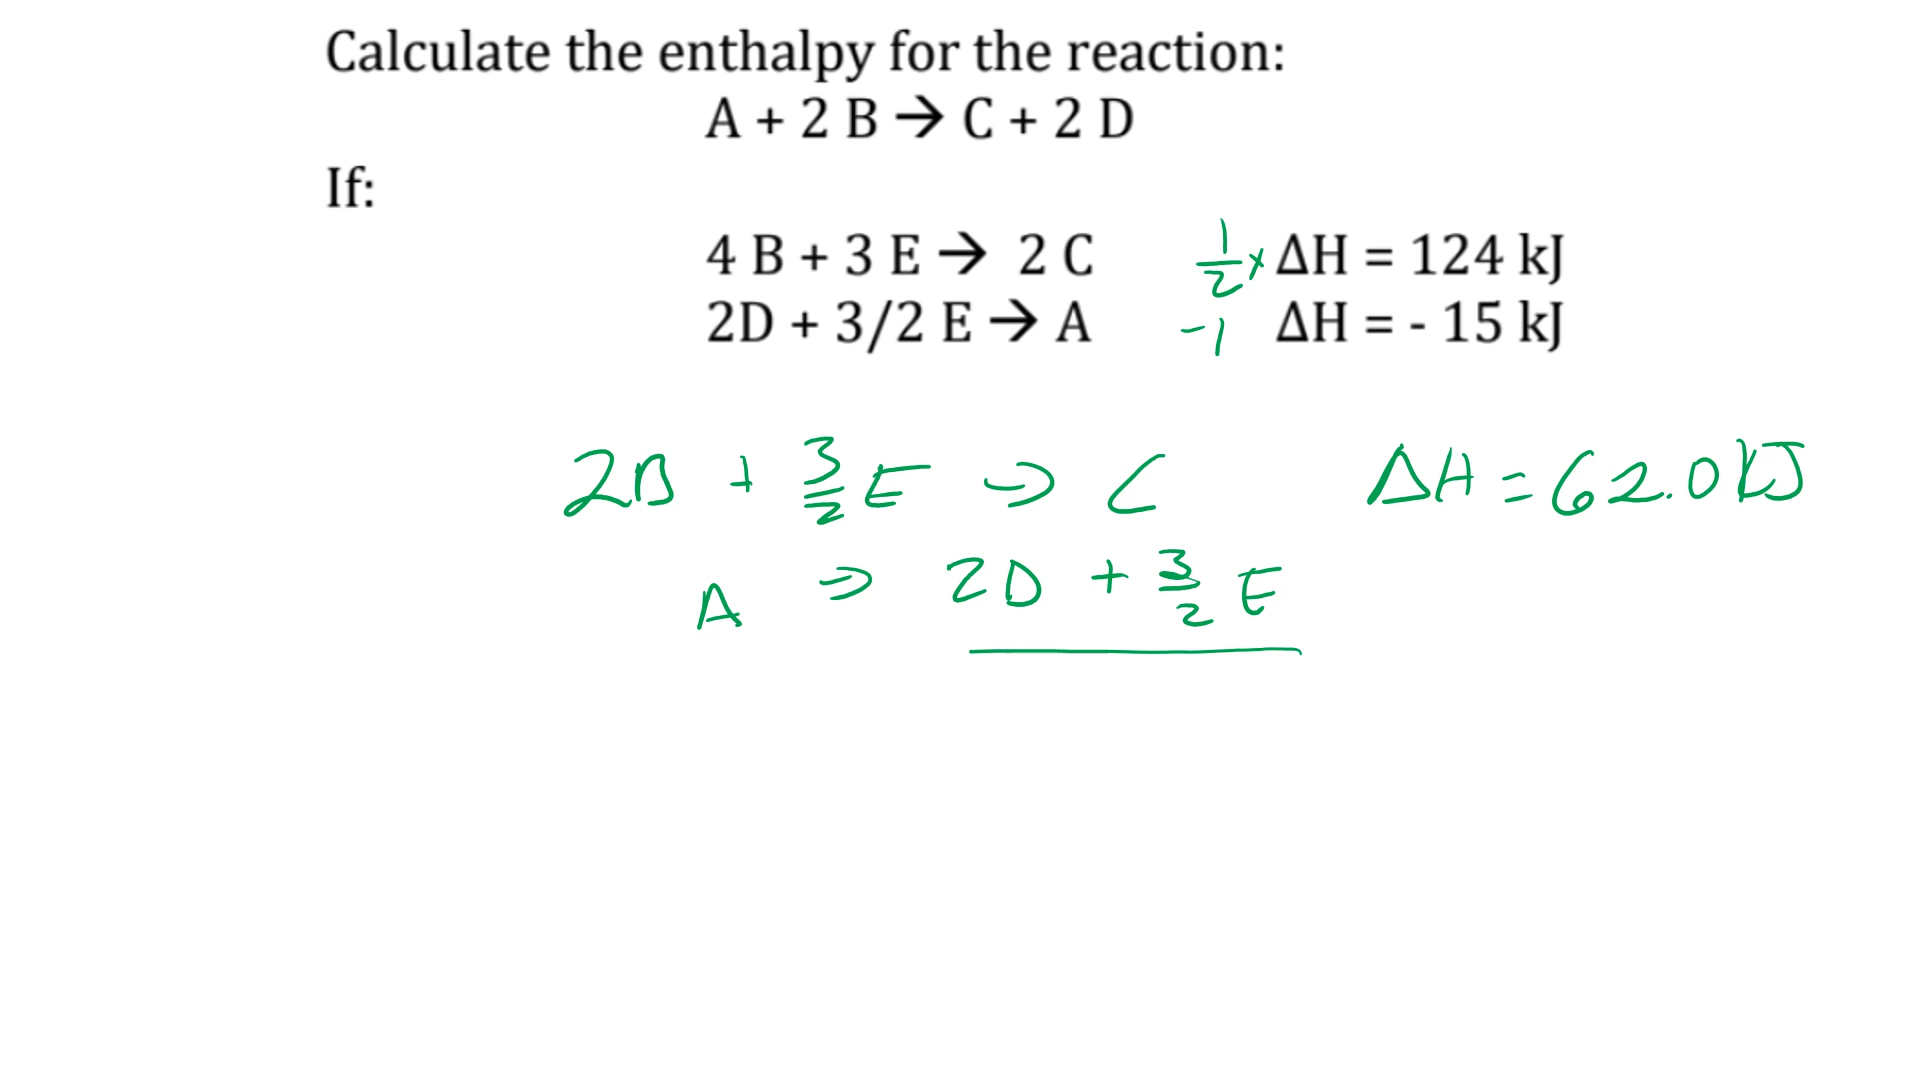 Calculate the enthalpy for the reaction:
A + 2 B → C + 2 D
If:
4 B + 3 E → 2 C 1/2 × ΔH = 124 kJ
2D + 3/2 E → A -1 ΔH = - 15 kJ
2B + 3/2 E → C ΔH = 62.0 kJ
A → 2D + 3/2 E